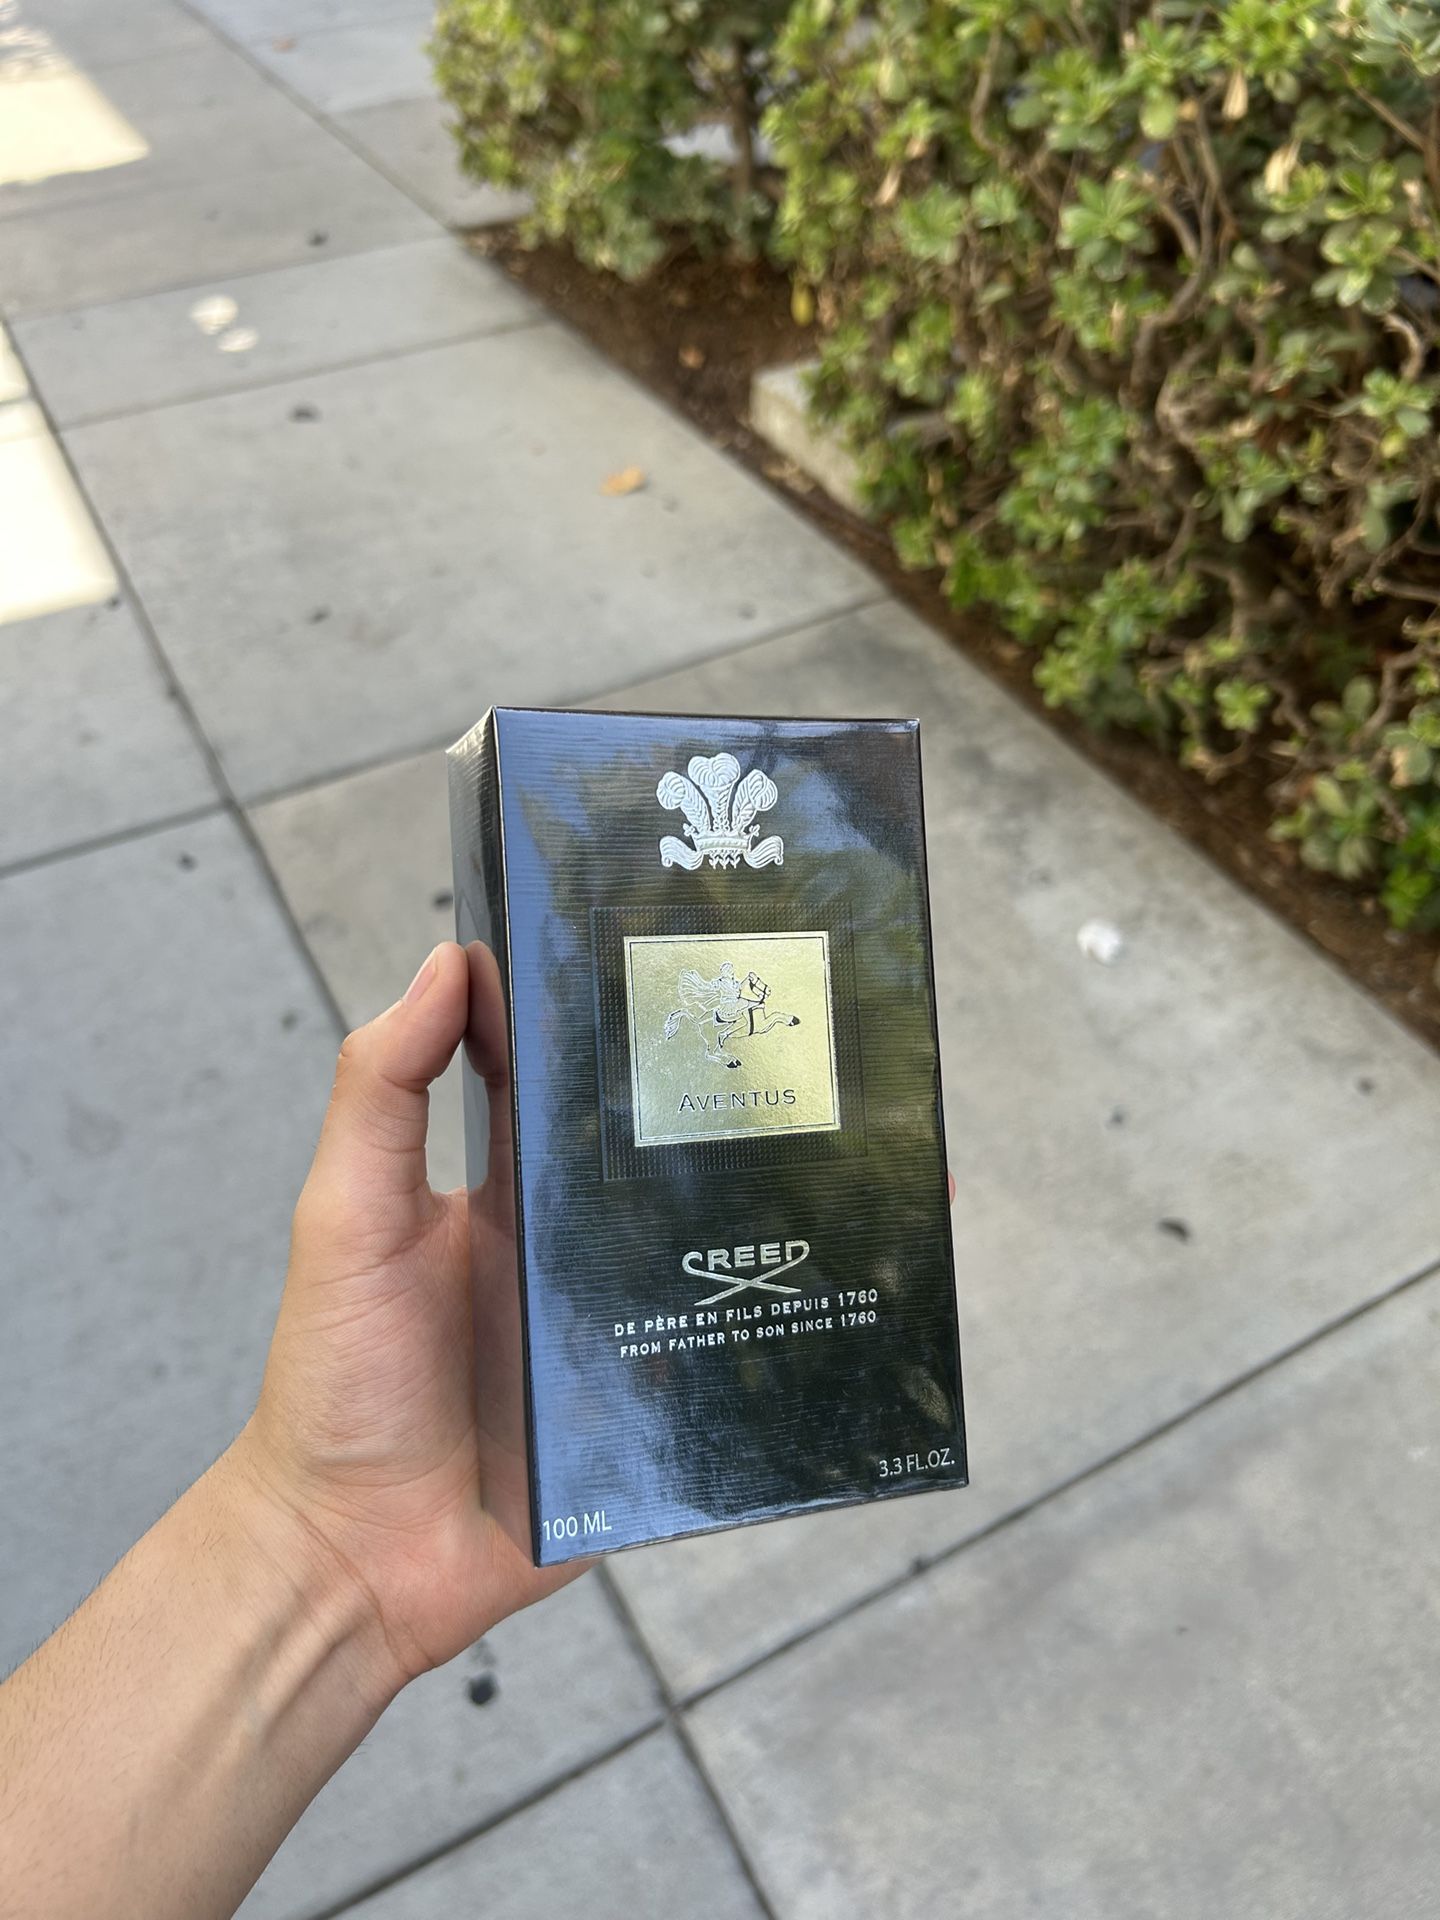 AVENTUS
CREED
DE PÈRE EN FILS DEPUIS 1760
FROM FATHER TO SON SINCE 1760
3.3 FL.OZ.
100 ML